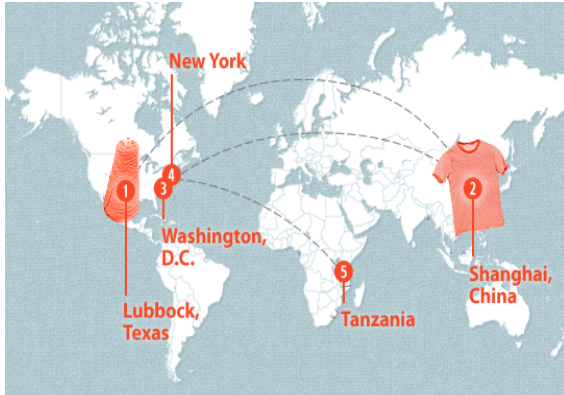 New York
4
1
3
2
Washington,
D.C.
5
Shanghai,
China
Lubbock,
Texas
Tanzania